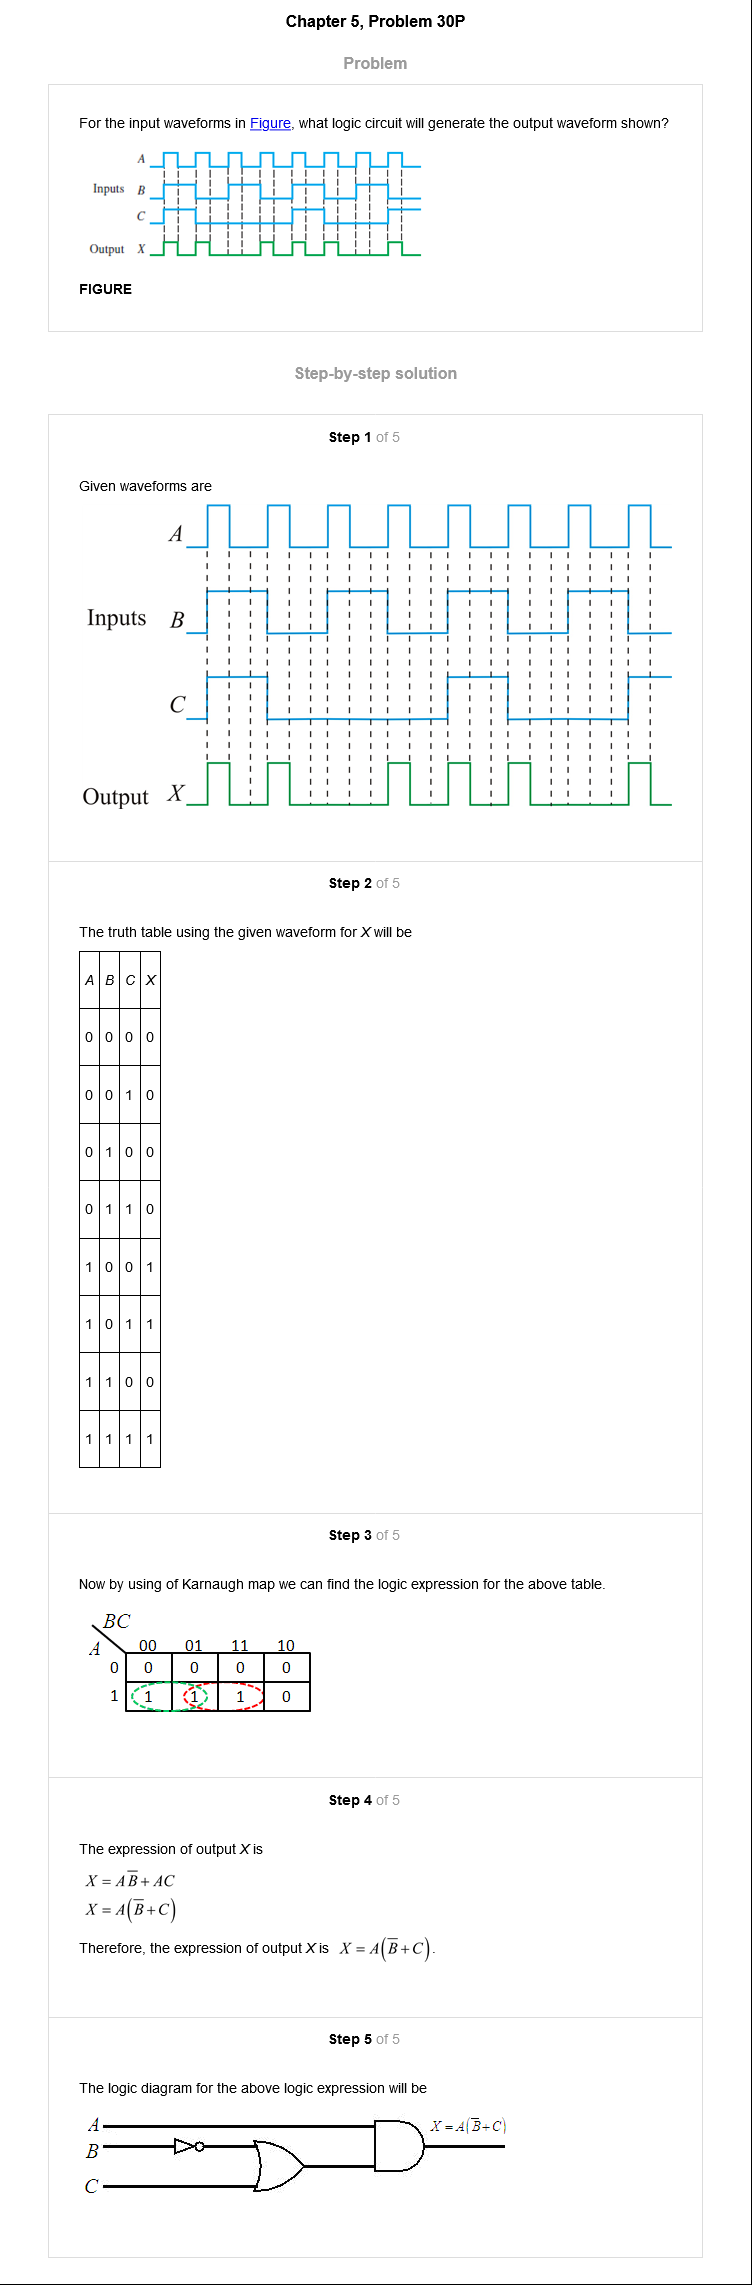 Chapter 5, Problem 30P
Problem
For the input waveforms in Figure, what logic circuit will generate the output waveform shown?
A
Inputs B
C
Output X
FIGURE
Step-by-step solution
Step 1 of 5
Given waveforms are
A
Inputs B
C
Output X
Step 2 of 5
The truth table using the given waveform for X will be
A B C X
0 0 0 0
0 0 1 0
0 1 0 0
0 1 1 0
1 0 0 1
1 0 1 1
1 1 0 0
1 1 1 1
Step 3 of 5
Now by using of Karnaugh map we can find the logic expression for the above table.
BC
A 00 01 11 10
0 0 0 0 0
1 1 1 1 0
Step 4 of 5
The expression of output X is
X = AB̅ + AC
X = A(B̅+C)
Therefore, the expression of output X is X = A(B̅+C).
Step 5 of 5
The logic diagram for the above logic expression will be
A
X = A(B̅+C)
B
C